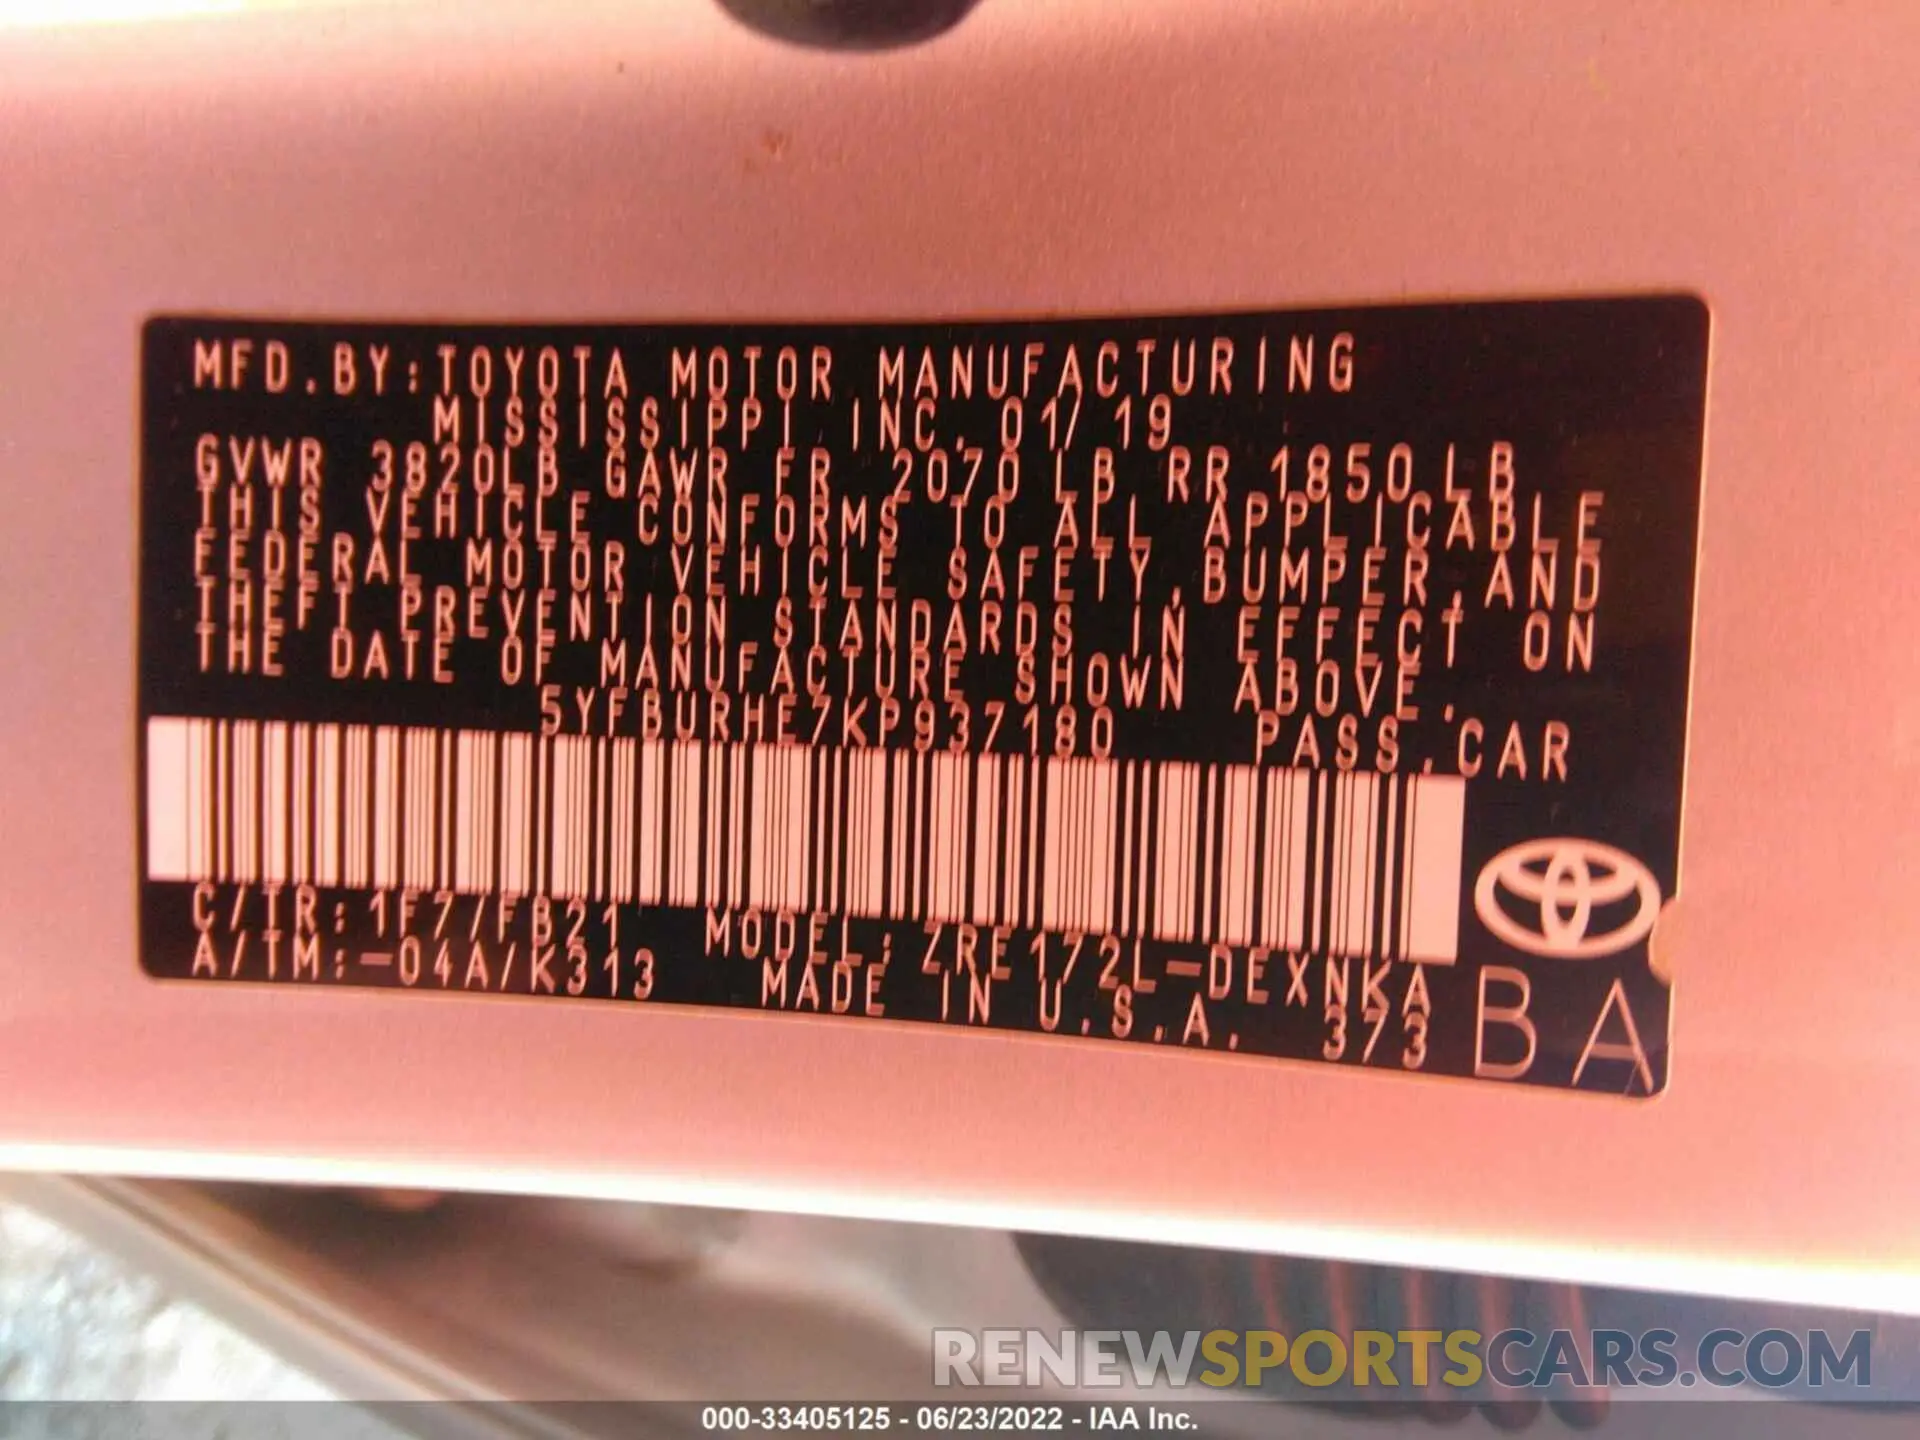 MFD.BY:TOYOTA MOTOR MANUFACTURING
MISSISSIPPI, INC. 01/19
GVWR 3820LB GAWR FR 2070LB RR 1850LB
THIS VEHICLE CONFORMS TO ALL APPLICABLE
FEDERAL MOTOR VEHICLE SAFETY,BUMPER,AND
THEFT PREVENTION STANDARDS IN EFFECT ON
THE DATE OF MANUFACTURE SHOWN ABOVE.
5YFBURHE7KP937180 PASS.CAR
C/TR:1F77/FB21 MODEL:ZRE172L-DEXNKA
A/TM:-04A/K313 MADE IN U.S.A. 373
BA
RENEWSPORTSCARS.COM
000-33405125 - 06/23/2022 - IAA Inc.